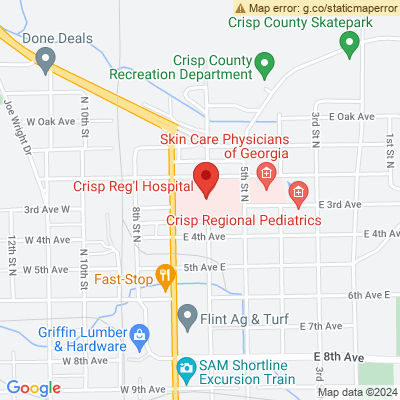 Map error: g.co/staticmaperror
Crisp County Skatepark
Done Deals
Crisp County
Recreation Department
Joe Wright Dr
N 10th St
W Oak Ave
E Oak Ave
3rd St N
1st St N
Skin Care Physicians
of Georgia
Crisp Reg'l Hospital
5th St N
3rd Ave W
8th St N
E 3rd Ave
Crisp Regional Pediatrics
12th St N
W 4th Ave
N 10th St
E 4th Ave
E 4th Ave
W 5th Ave
5th Ave E
Fast-Stop
6th Ave E
Flint Ag & Turf
Griffin Lumber
& Hardware
E 7th Ave
W 8th Ave
E 8th Ave
SAM Shortline
Excursion Train
3rd St
Google
W 9th Ave
Map data ©2024